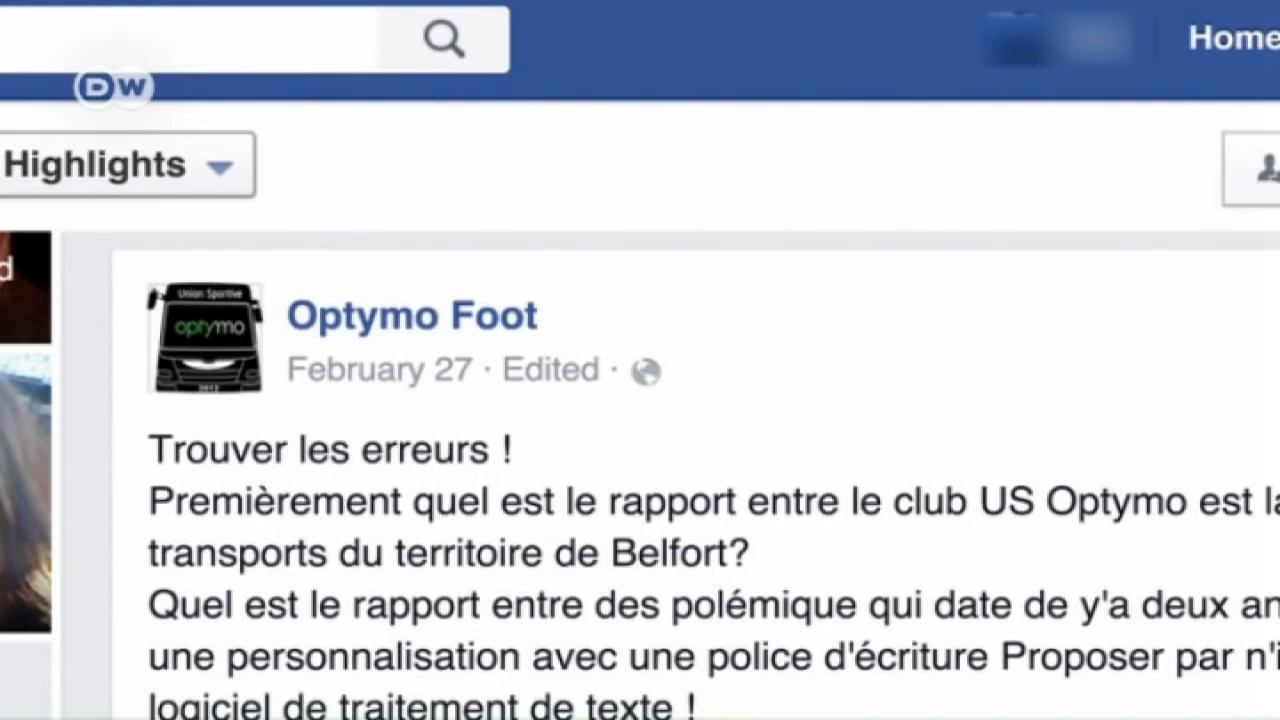 Home
DW
Highlights
d
Union Sportive
optymo
Optymo Foot
February 27 · Edited ·
Trouver les erreurs !
Premièrement quel est le rapport entre le club US Optymo est la
transports du territoire de Belfort?
Quel est le rapport entre des polémique qui date de y'a deux an
une personnalisation avec une police d'écriture Proposer par n'i
logiciel de traitement de texte !